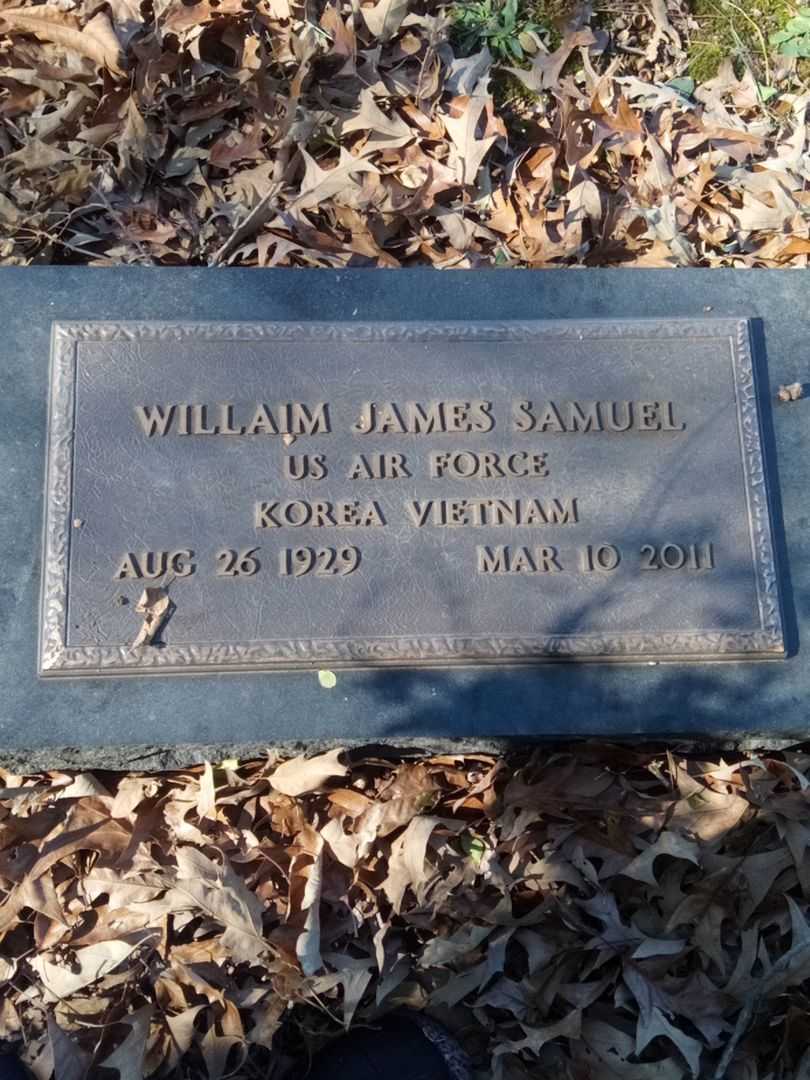 WILLAIM JAMES SAMUEL
US AIR FORCE
KOREA VIETNAM
AUG 26 1929 MAR 10 2011